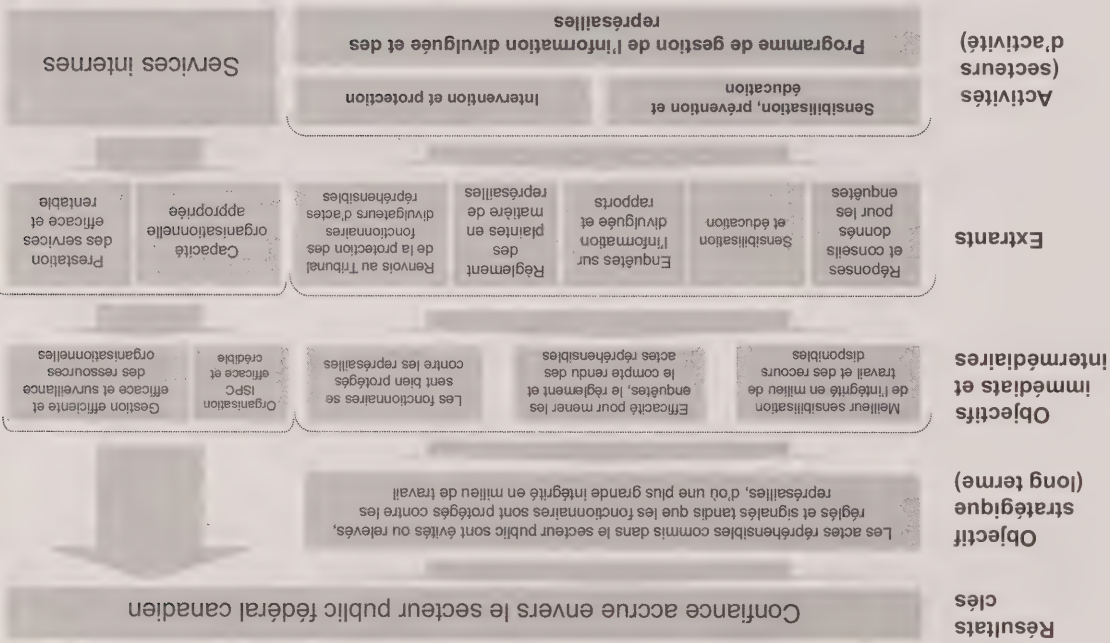 Résultats
clés
Confiance accrue envers le secteur public fédéral canadien
Objectif
stratégique
(long terme)
Les actes répréhensibles commis dans le secteur public sont évités ou relevés,
réglés et signalés tandis que les fonctionnaires sont protégés contre les
représailles, d'où une plus grande intégrité en milieu de travail
Objectifs
immédiats et
intermédiaires
Meilleur sensibilisation
de l'intégrité en milieu de
travail et des recours
disponibles
Efficacité pour mener les
enquêtes, le règlement et
le compte rendu des
actes répréhensibles
Les fonctionnaires se
sent bien protégés
contre les représailles
Organisation
ISPC
efficace et
crédible
Gestion efficiente et
efficace et surveillance
des ressources
organisationnelles
Extrants
Réponses
et conseils
donnés
pour les
enquêtes
Sensibilisation
et éducation
Enquêtes sur
l'information
divulguée et
rapports
Règlement
des
plaintes en
matière de
représailles
Renvois au Tribunal
de la protection des
fonctionnaires
divulgateurs d'actes
répréhensibles
Capacité
organisationnelle
appropriée
Prestation
des services
efficace et
rentable
Activités
(secteurs
d'activité)
Sensibilisation, prévention et
éducation
Intervention et protection
Programme de gestion de l'information divulguée et des
représailles
Services internes